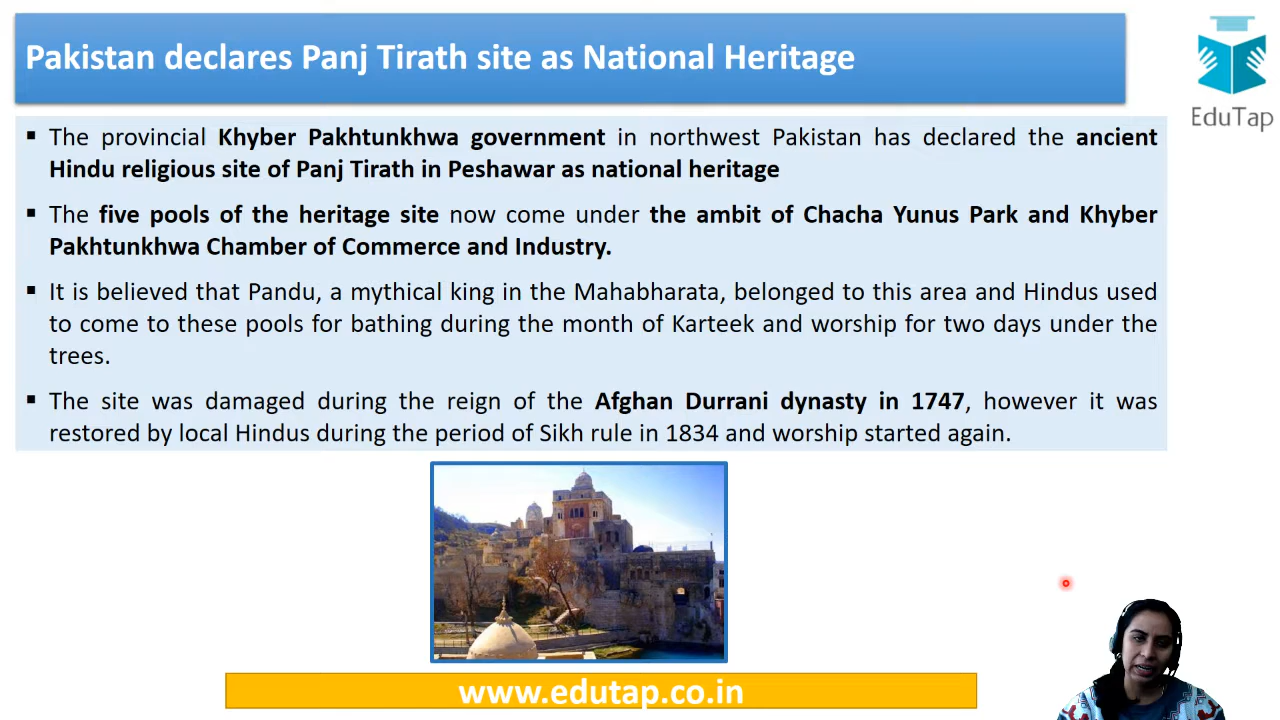 Pakistan declares Panj Tirath site as National Heritage
EduTap
▪ The provincial Khyber Pakhtunkhwa government in northwest Pakistan has declared the ancient
Hindu religious site of Panj Tirath in Peshawar as national heritage
▪ The five pools of the heritage site now come under the ambit of Chacha Yunus Park and Khyber
Pakhtunkhwa Chamber of Commerce and Industry.
▪ It is believed that Pandu, a mythical king in the Mahabharata, belonged to this area and Hindus used
to come to these pools for bathing during the month of Karteek and worship for two days under the
trees.
▪ The site was damaged during the reign of the Afghan Durrani dynasty in 1747, however it was
restored by local Hindus during the period of Sikh rule in 1834 and worship started again.
www.edutap.co.in